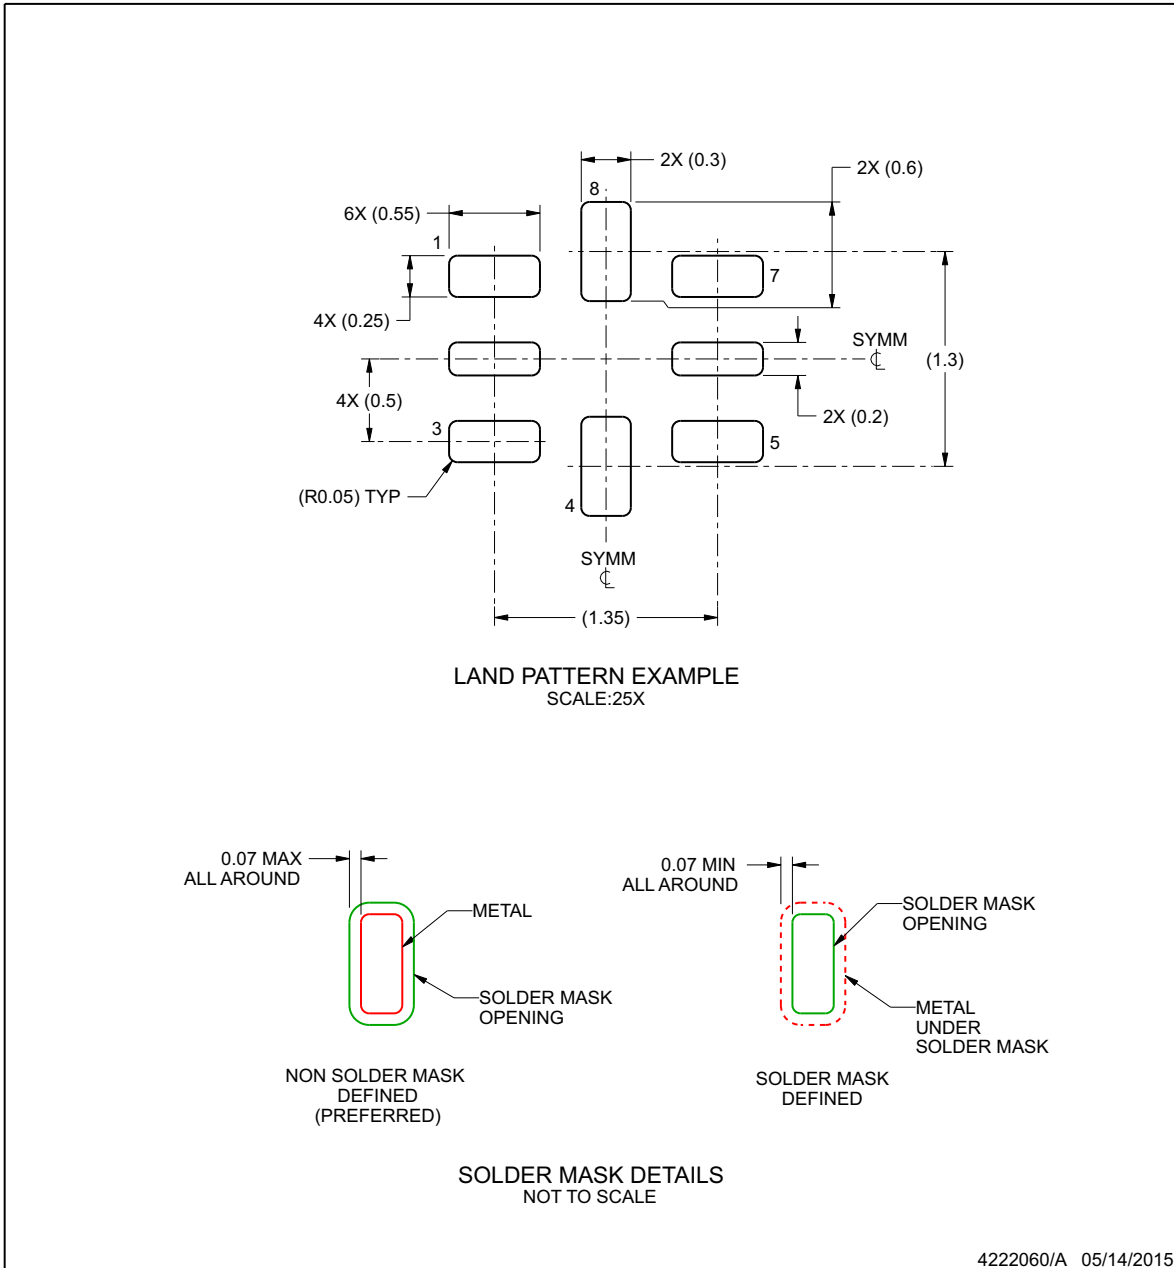 2X (0.3)
2X (0.6)
8
6X (0.55)
1
7
4X (0.25)
SYMM
℄
(1.3)
4X (0.5)
2X (0.2)
3
5
(R0.05) TYP
4
SYMM
℄
(1.35)
LAND PATTERN EXAMPLE
SCALE:25X
0.07 MAX
ALL AROUND
METAL
SOLDER MASK
OPENING
NON SOLDER MASK
DEFINED
(PREFERRED)
0.07 MIN
ALL AROUND
SOLDER MASK
OPENING
METAL
UNDER
SOLDER MASK
SOLDER MASK
DEFINED
SOLDER MASK DETAILS
NOT TO SCALE
4222060/A 05/14/2015